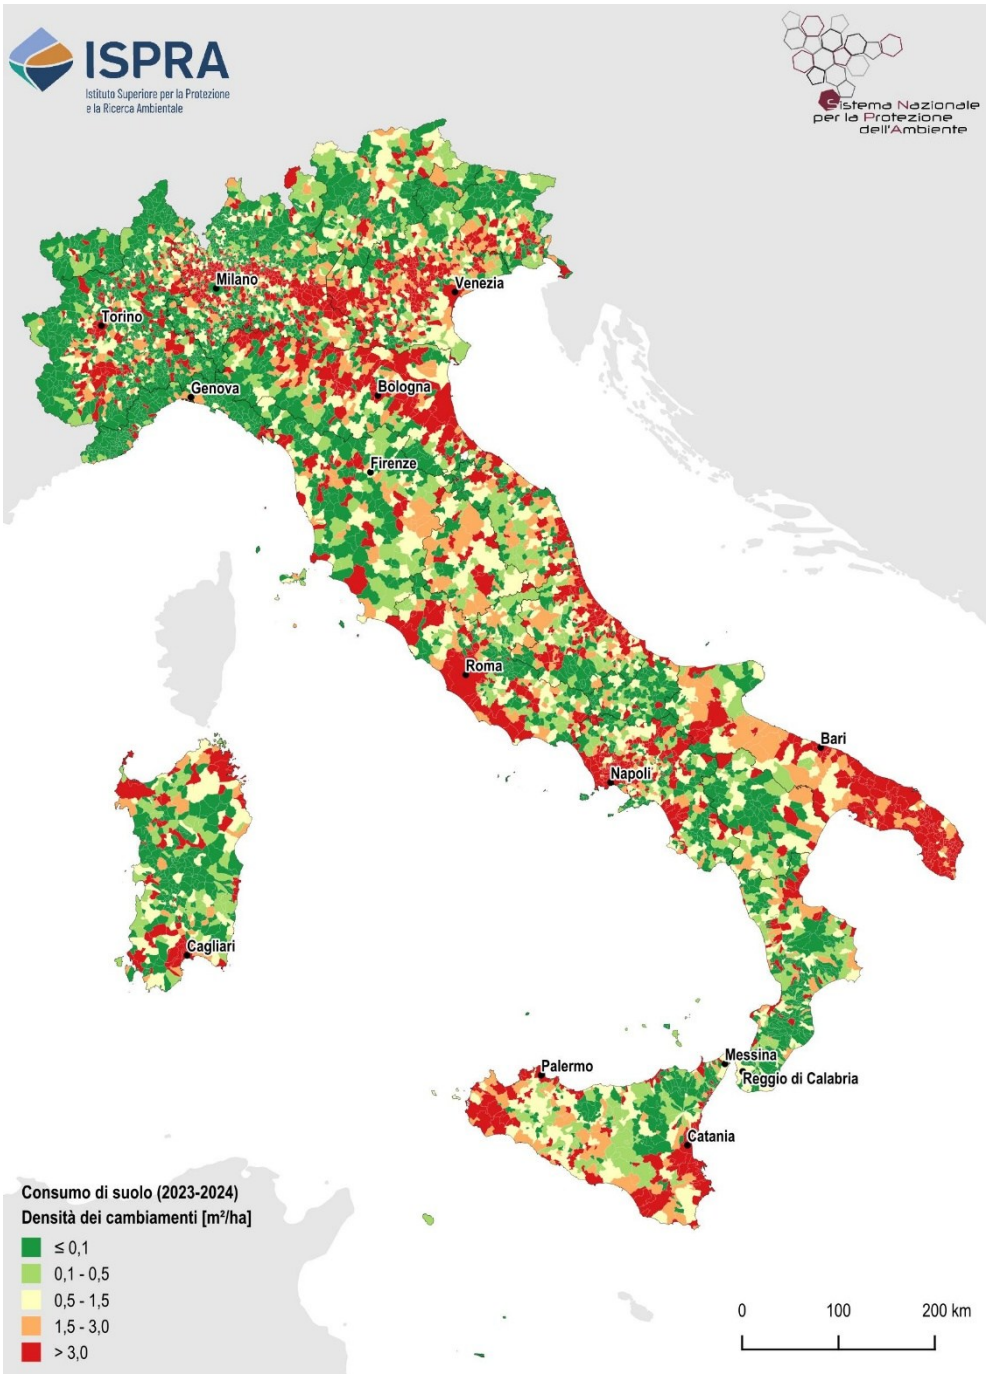 ISPRA
Istituto Superiore per la Protezione
e la Ricerca Ambientale
Sistema Nazionale
per la Protezione
dell'Ambiente
Milano
Venezia
Torino
Genova
Bologna
Firenze
Roma
Bari
Napoli
Cagliari
Messina
Palermo
Reggio di Calabria
Catania
Consumo di suolo (2023-2024)
Densità dei cambiamenti [m²/ha]
≤ 0,1
0,1 - 0,5
0,5 - 1,5
1,5 - 3,0
> 3,0
0 100 200 km